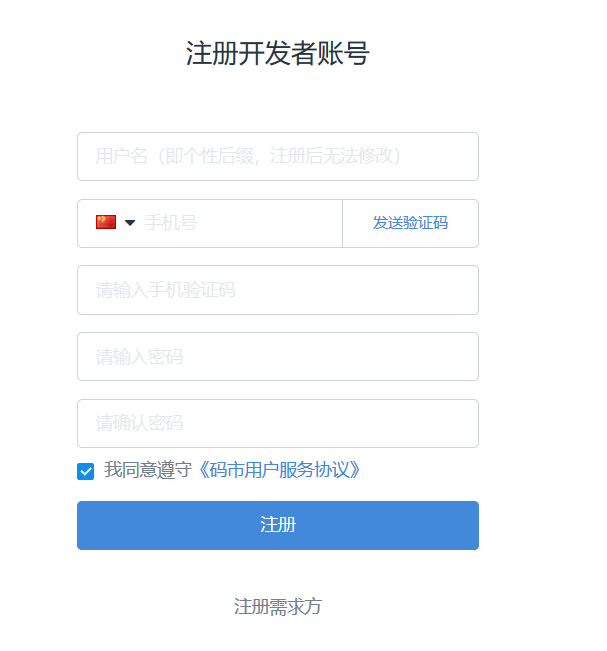 注册开发者账号
用户名（即个性后缀，注册后无法修改）
手机号 发送验证码
请输入手机验证码
请输入密码
请确认密码
我同意遵守《码市用户服务协议》
注册
注册需求方